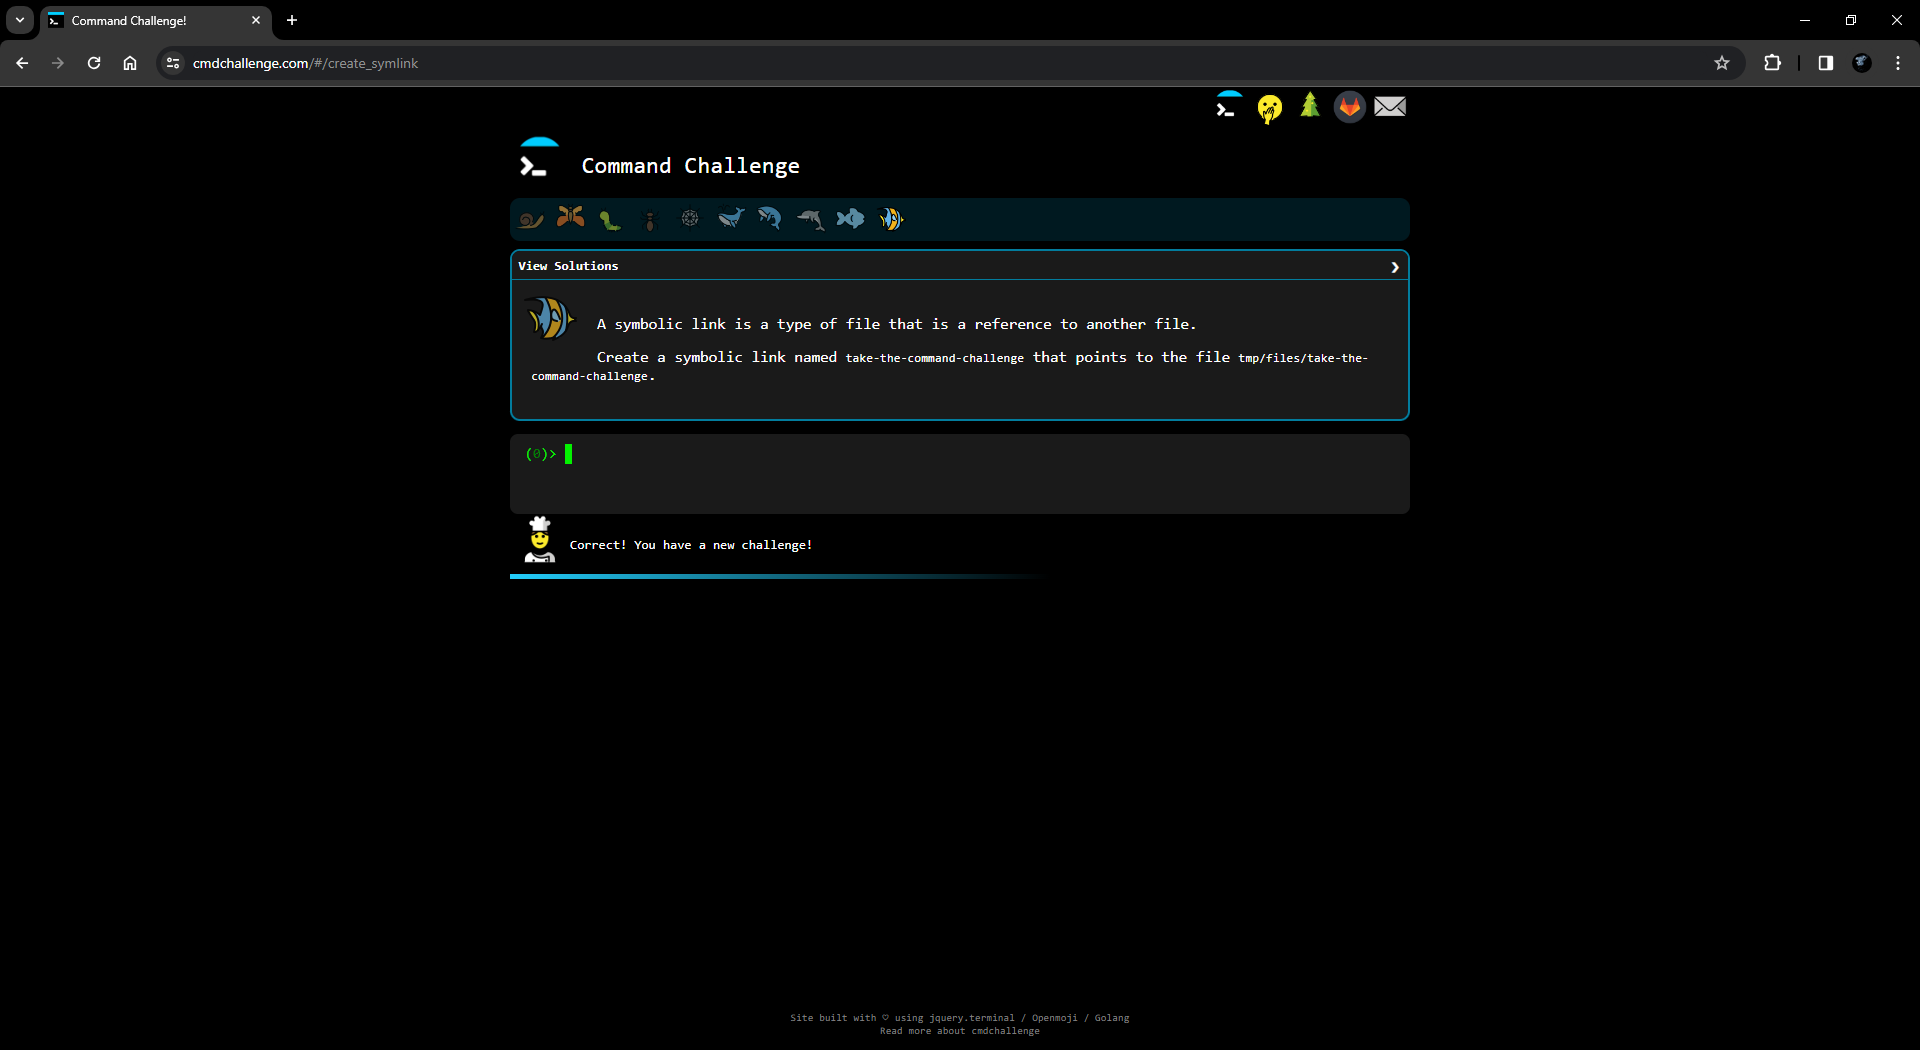 Command Challenge!
cmdchallenge.com/#/create_symlink
Command Challenge
View Solutions
A symbolic link is a type of file that is a reference to another file.
Create a symbolic link named take-the-command-challenge that points to the file tmp/files/take-the-
command-challenge.
(0)>
Correct! You have a new challenge!
Site built with ♡ using jquery.terminal / Openmoji / Golang
Read more about cmdchallenge